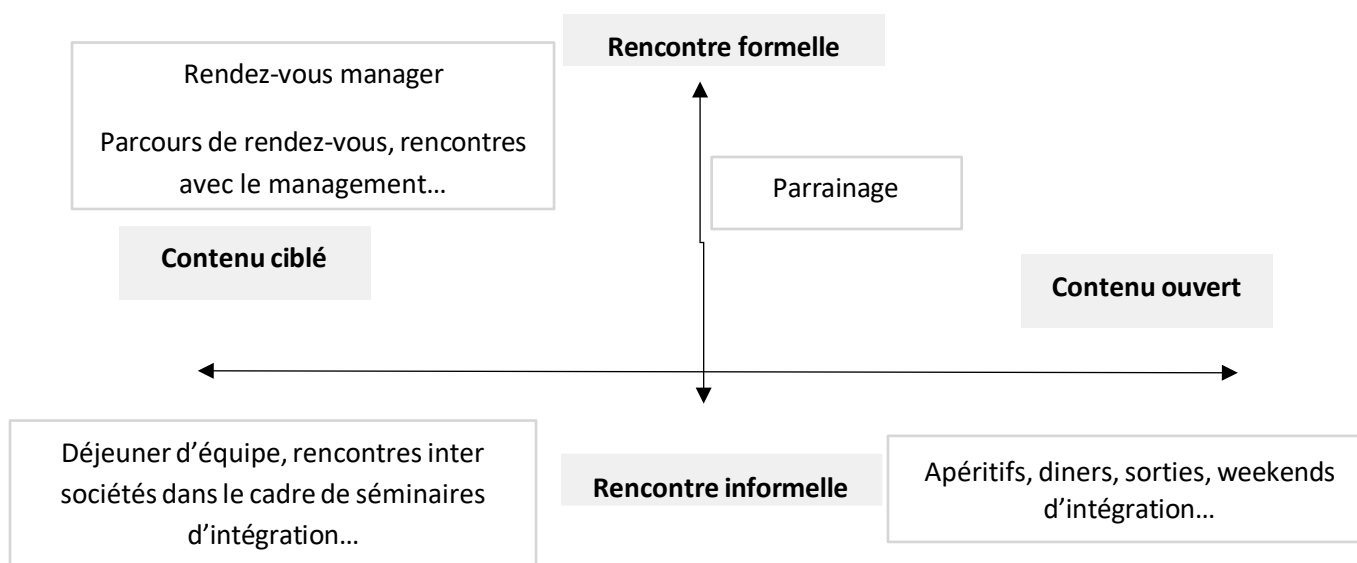 Rencontre formelle
Rendez-vous manager
Parcours de rendez-vous, rencontres
avec le management…
Parrainage
Contenu ciblé
Contenu ouvert
Déjeuner d’équipe, rencontres inter
sociétés dans le cadre de séminaires
d’intégration…
Rencontre informelle
Apéritifs, diners, sorties, weekends
d’intégration…